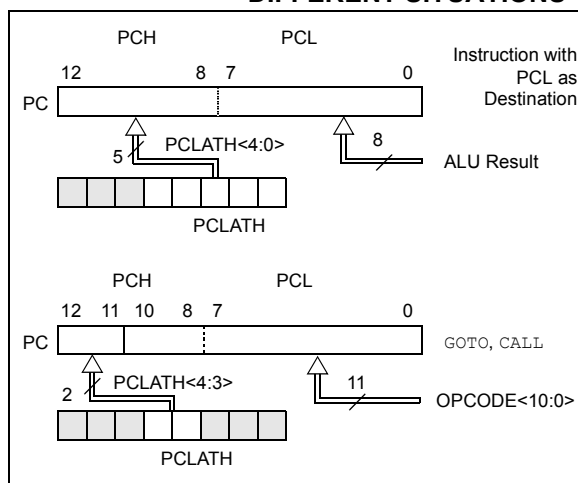 DIFFERENT SITUATIONS
PCH PCL
12 8 7 0
Instruction with
PCL as
Destination
PC
5 PCLATH<4:0> 8
ALU Result
PCLATH
PCH PCL
12 11 10 8 7 0
PC GOTO, CALL
2 PCLATH<4:3> 11
OPCODE<10:0>
PCLATH